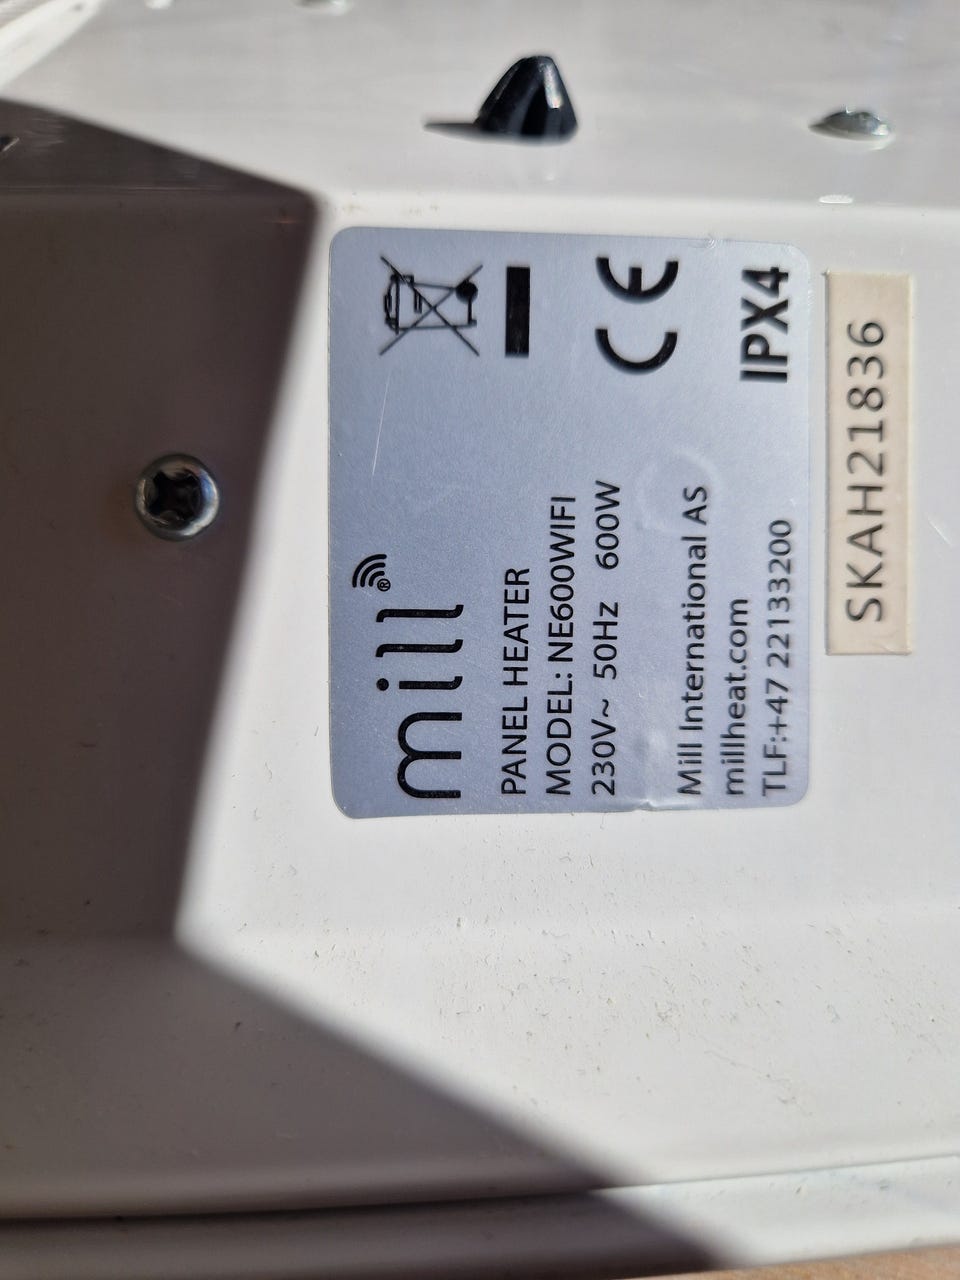 mill®
PANEL HEATER
MODEL: NE600WIFI
230V~ 50Hz 600W
Mill International AS
millheat.com
TLF:+47 22133200
CE
IPX4
SKAH21836